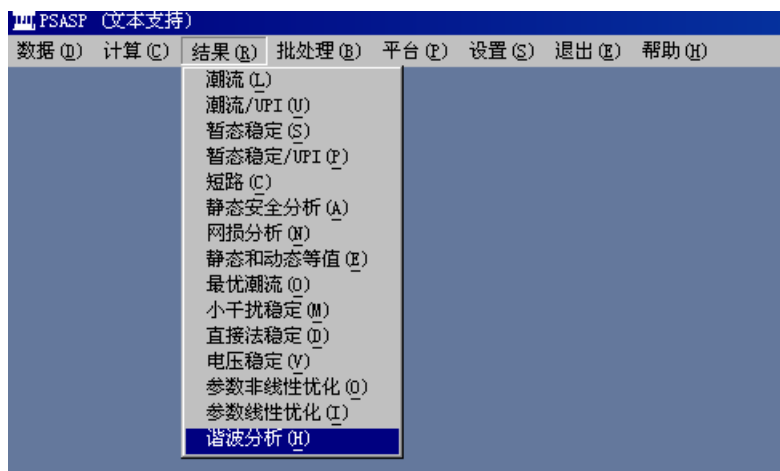 PSASP （文本支持）
数据(D) 计算(C) 结果(R) 批处理(B) 平台(P) 设置(S) 退出(E) 帮助(H)
潮流(L)
潮流/UPI(U)
暂态稳定(S)
暂态稳定/UPI(P)
短路(C)
静态安全分析(A)
网损分析(N)
静态和动态等值(E)
最优潮流(O)
小干扰稳定(M)
直接法稳定(D)
电压稳定(V)
参数非线性优化(O)
参数线性优化(I)
谐波分析(H)